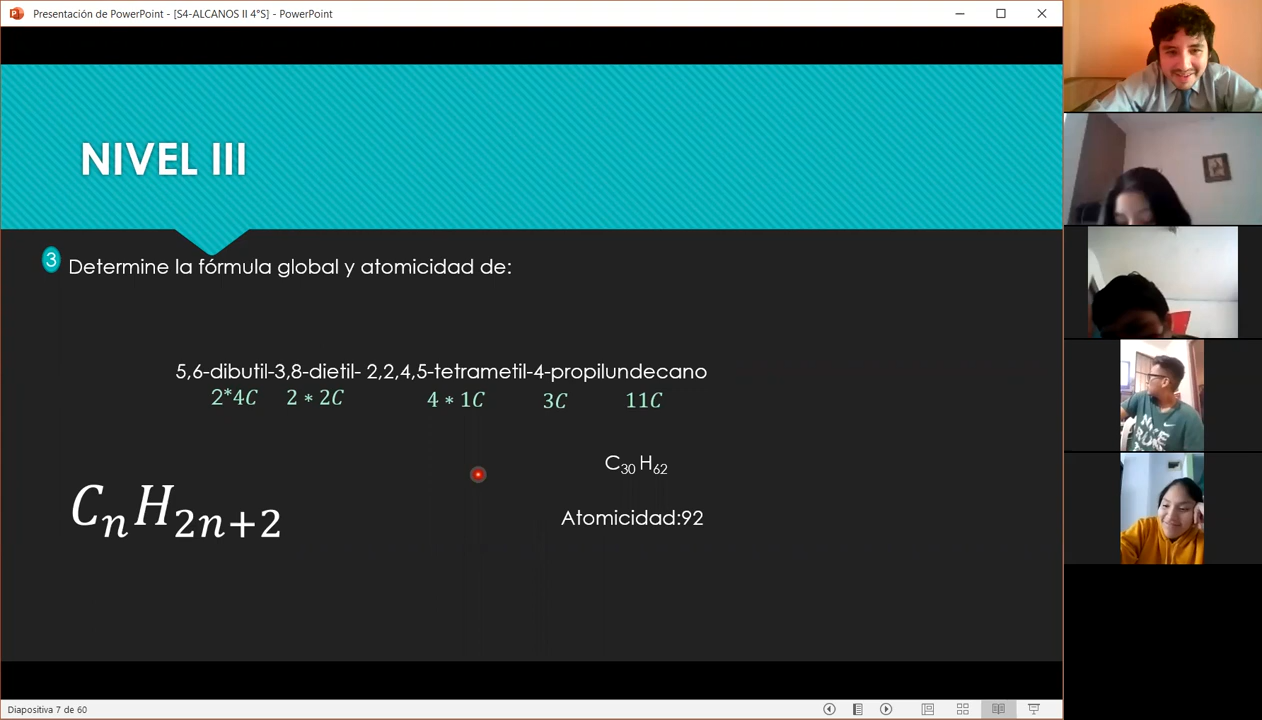 Presentación de PowerPoint - [S4-ALCANOS II 4°S] - PowerPoint
NIVEL III
3 Determine la fórmula global y atomicidad de:
5,6-dibutil-3,8-dietil- 2,2,4,5-tetrametil-4-propilundecano
2*4C 2 * 2C 4 * 1C 3C 11C
C₃₀ H₆₂
CₙH₂ₙ₊₂
Atomicidad:92
Diapositiva 7 de 60